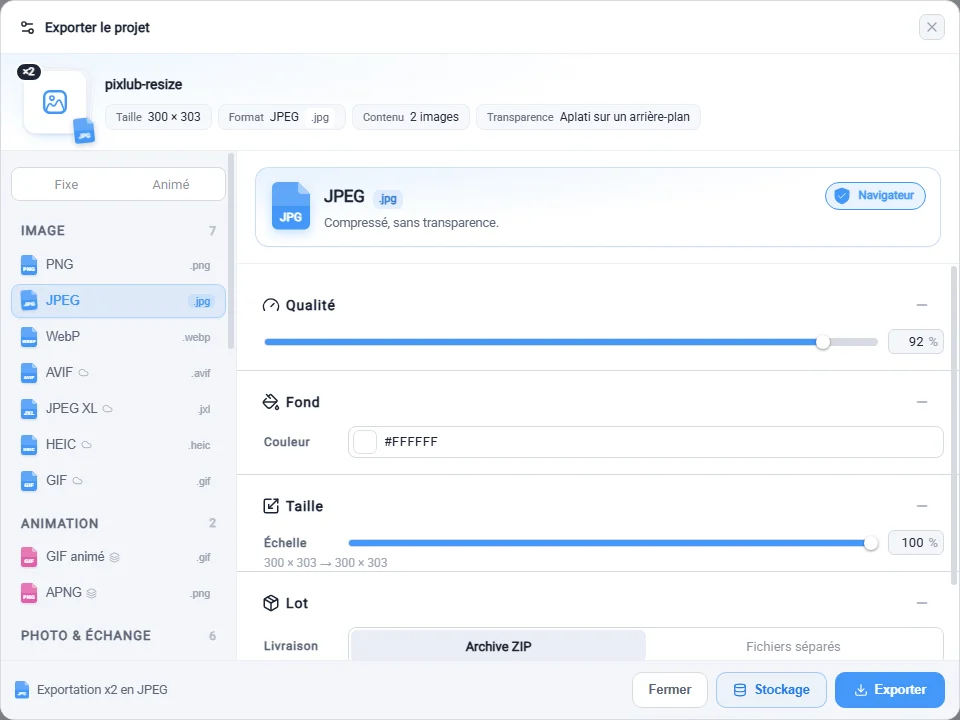 Exporter le projet
x2
pixlub-resize
Taille 300 × 303 Format JPEG .jpg Contenu 2 images Transparence Aplati sur un arrière-plan
JPG
Fixe Animé
IMAGE 7
PNG .png
JPEG .jpg
WebP .webp
AVIF .avif
JPEG XL .jxl
HEIC .heic
GIF .gif
ANIMATION 2
GIF animé .gif
APNG .png
PHOTO & ÉCHANGE 6
JPG
JPEG .jpg
Compressé, sans transparence.
Navigateur
Qualité
92 %
Fond
Couleur #FFFFFF
Taille
Échelle 100 %
300 × 303 → 300 × 303
Lot
Livraison Archive ZIP Fichiers séparés
Exportation x2 en JPEG
Fermer Stockage Exporter